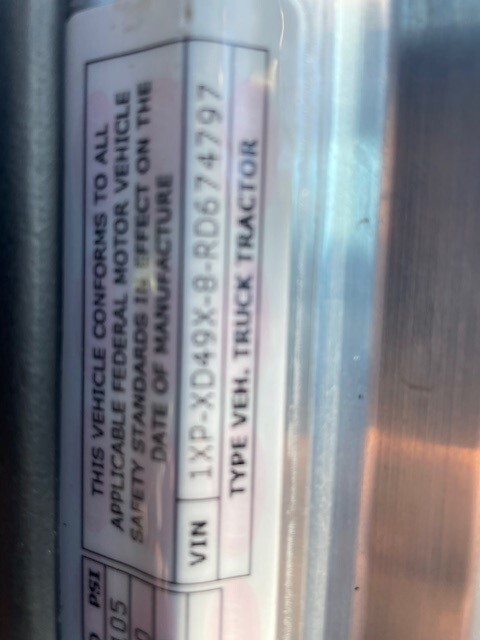 THIS VEHICLE CONFORMS TO ALL
APPLICABLE FEDERAL MOTOR VEHICLE
SAFETY STANDARDS IN EFFECT ON THE
DATE OF MANUFACTURE
VIN 1XP-XD49X-8-RD674797
TYPE VEH. TRUCK TRACTOR
PSI
105